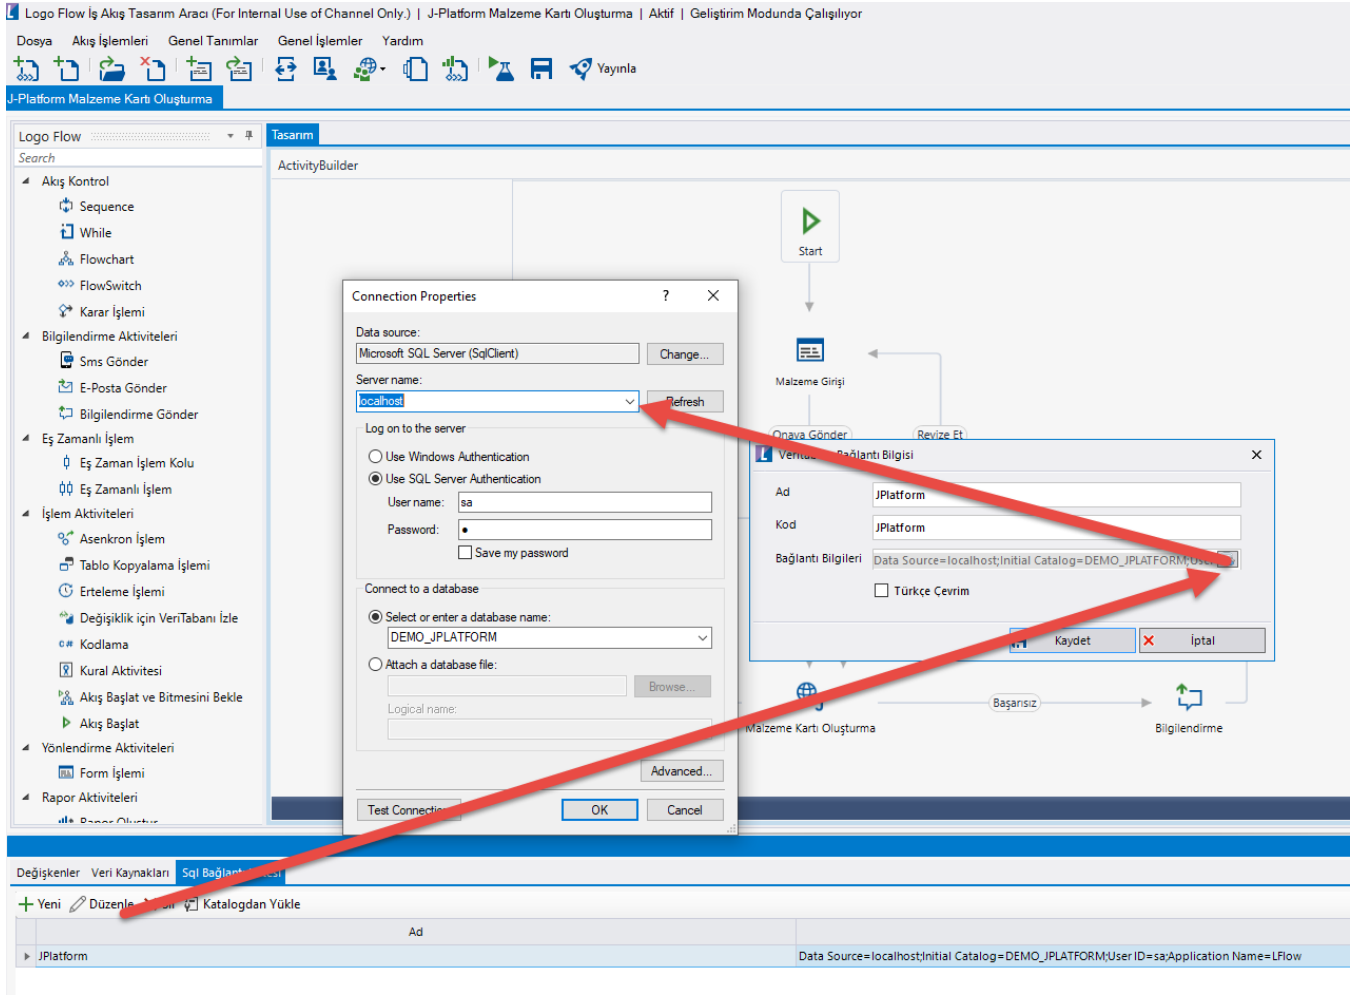 Logo Flow İş Akış Tasarım Aracı (For Internal Use of Channel Only.) | J-Platform Malzeme Kartı Oluşturma | Aktif | Geliştirim Modunda Çalışılıyor
Dosya Akış İşlemleri Genel Tanımlar Genel İşlemler Yardım
Yayınla
J-Platform Malzeme Kartı Oluşturma
Logo Flow
Search
Akış Kontrol
Sequence
While
Flowchart
FlowSwitch
Karar İşlemi
Bilgilendirme Aktiviteleri
Sms Gönder
E-Posta Gönder
Bilgilendirme Gönder
Eş Zamanlı İşlem
Eş Zaman İşlem Kolu
Eş Zamanlı İşlem
İşlem Aktiviteleri
Asenkron İşlem
Tablo Kopyalama İşlemi
Erteleme İşlemi
Değişiklik için VeriTabanı İzle
C# Kodlama
Kural Aktivitesi
Akış Başlat ve Bitmesini Bekle
Akış Başlat
Yönlendirme Aktiviteleri
Form İşlemi
Rapor Aktiviteleri
Rapor Oluştur
Tasarım
ActivityBuilder
Start
Malzeme Girişi
Onaya Gönder
Revize Et
Malzeme Kartı Oluşturma
Başarısız
Bilgilendirme
Connection Properties ?
Data source:
Microsoft SQL Server (SqlClient) Change...
Server name:
localhost Refresh
Log on to the server
Use Windows Authentication
Use SQL Server Authentication
User name: sa
Password: ●
Save my password
Connect to a database
Select or enter a database name:
DEMO_JPLATFORM
Attach a database file:
Browse...
Logical name:
Advanced...
Test Connection OK Cancel
Bağlantı Bilgisi
Ad JPlatform
Kod JPlatform
Bağlantı Bilgileri Data Source=localhost;Initial Catalog=DEMO_JPLATFORM;User
Türkçe Çevrim
Kaydet İptal
Değişkenler Veri Kaynakları Sql Bağlantı
Yeni Düzenle Sil Katalogdan Yükle
Ad
JPlatform Data Source=localhost;Initial Catalog=DEMO_JPLATFORM;User ID=sa;Application Name=LFlow